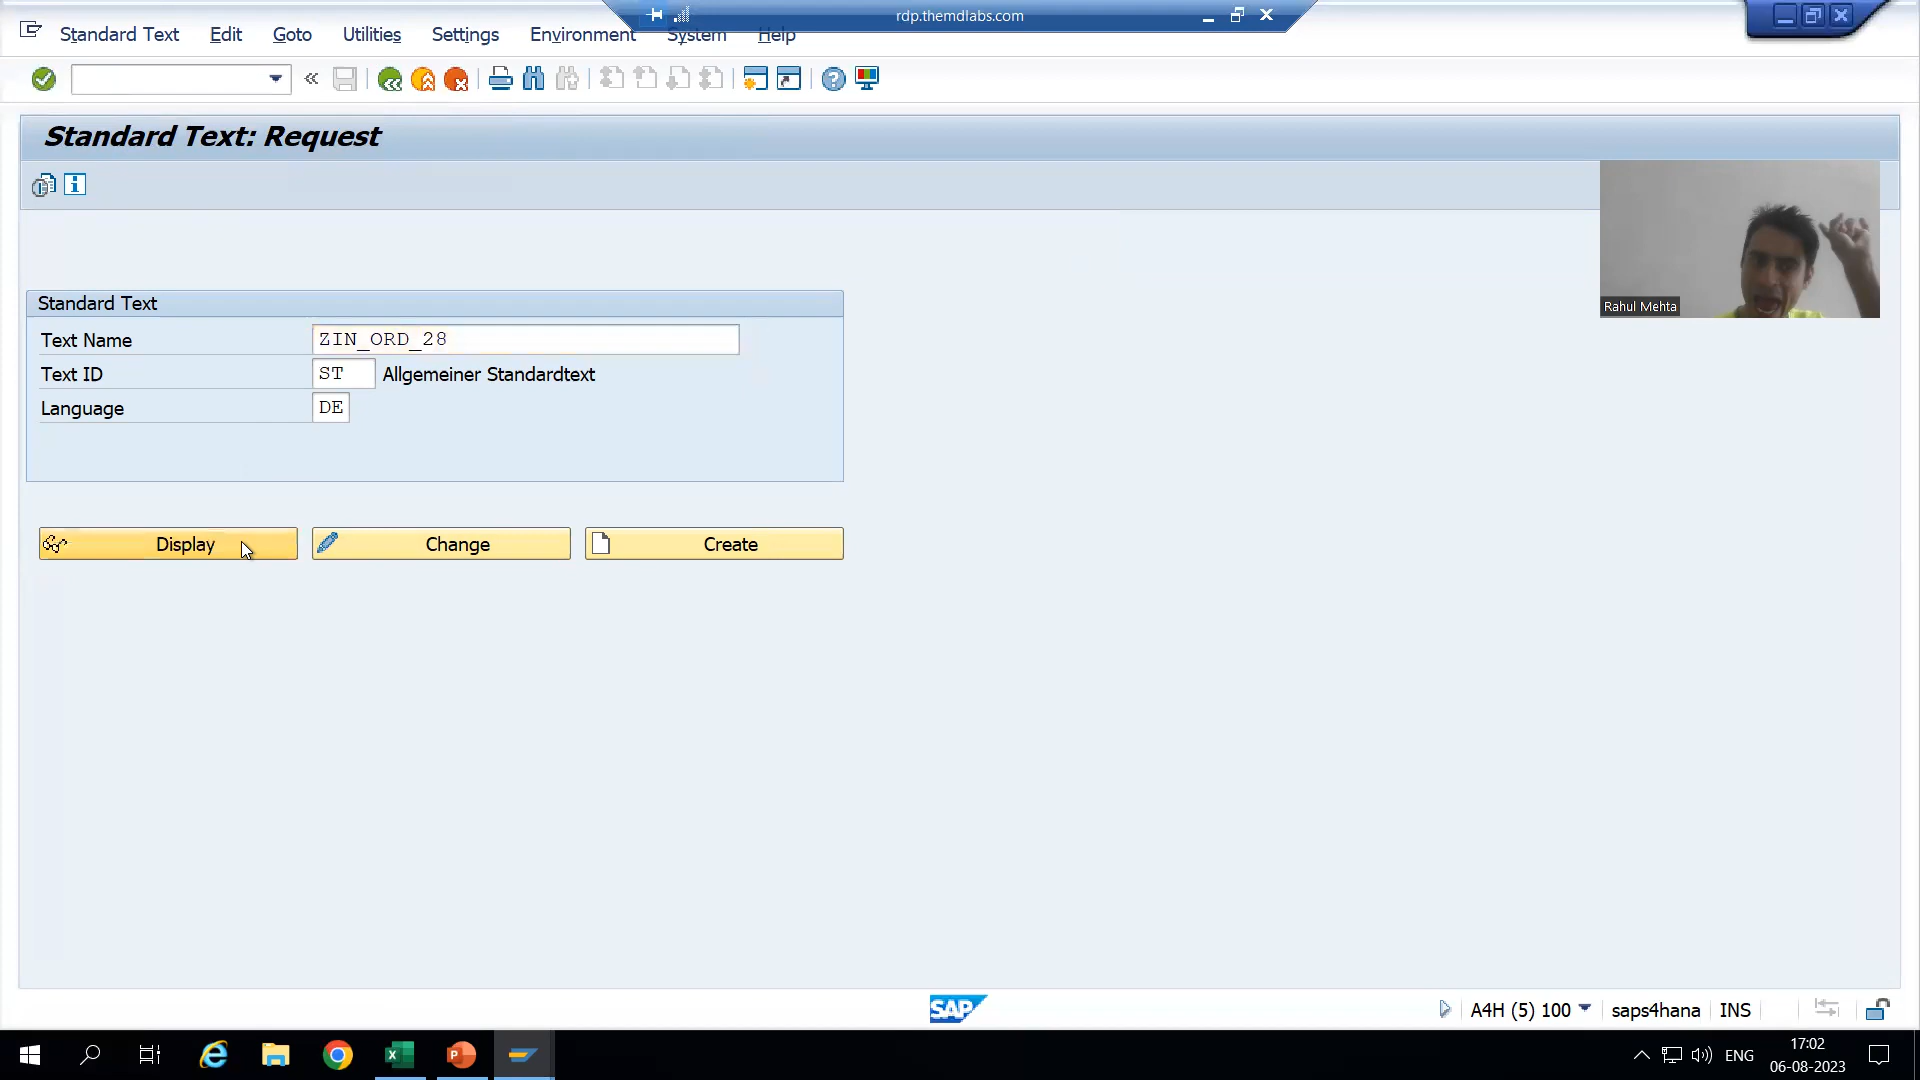 rdp.themdlabs.com
Standard Text Edit Goto Utilities Settings Environment System Help
Standard Text: Request
Rahul Mehta
Standard Text
Text Name ZIN_ORD_28
Text ID ST Allgemeiner Standardtext
Language DE
Display Change Create
SAP A4H (5) 100 saps4hana INS
ENG 17:02
06-08-2023